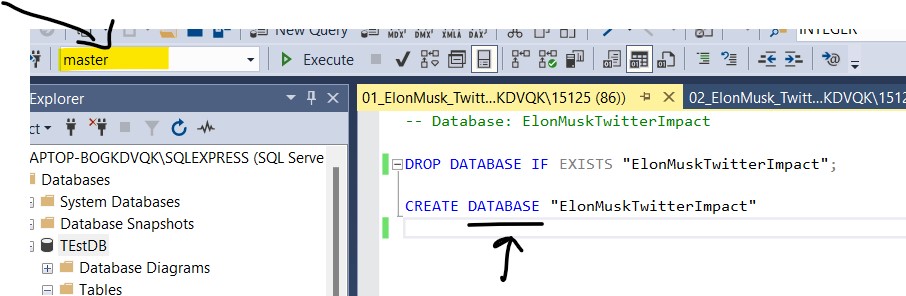 New Query
MDX DMX XMLA DAX
INTEGER
master
Execute
Explorer
01_ElonMusk_Twitt...KDVQK\15125 (86))
02_ElonMusk_Twitt...KDVQK\1512
ct
-- Database: ElonMuskTwitterImpact
APTOP-BOGKDVQK\SQLEXPRESS (SQL Serve
DROP DATABASE IF EXISTS "ElonMuskTwitterImpact";
Databases
System Databases
CREATE DATABASE "ElonMuskTwitterImpact"
Database Snapshots
TEstDB
Database Diagrams
Tables